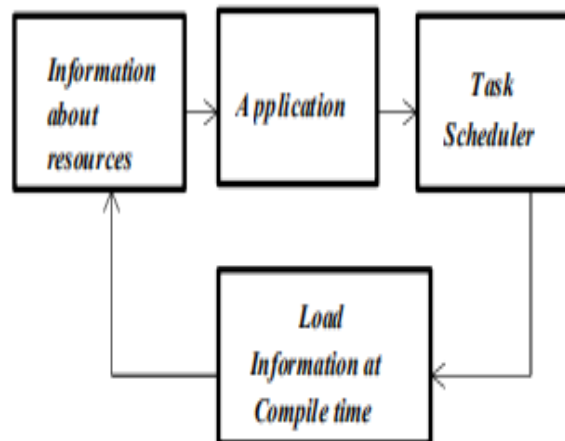 Information
about
resources
Application
Task
Scheduler
Load
Information at
Compile time